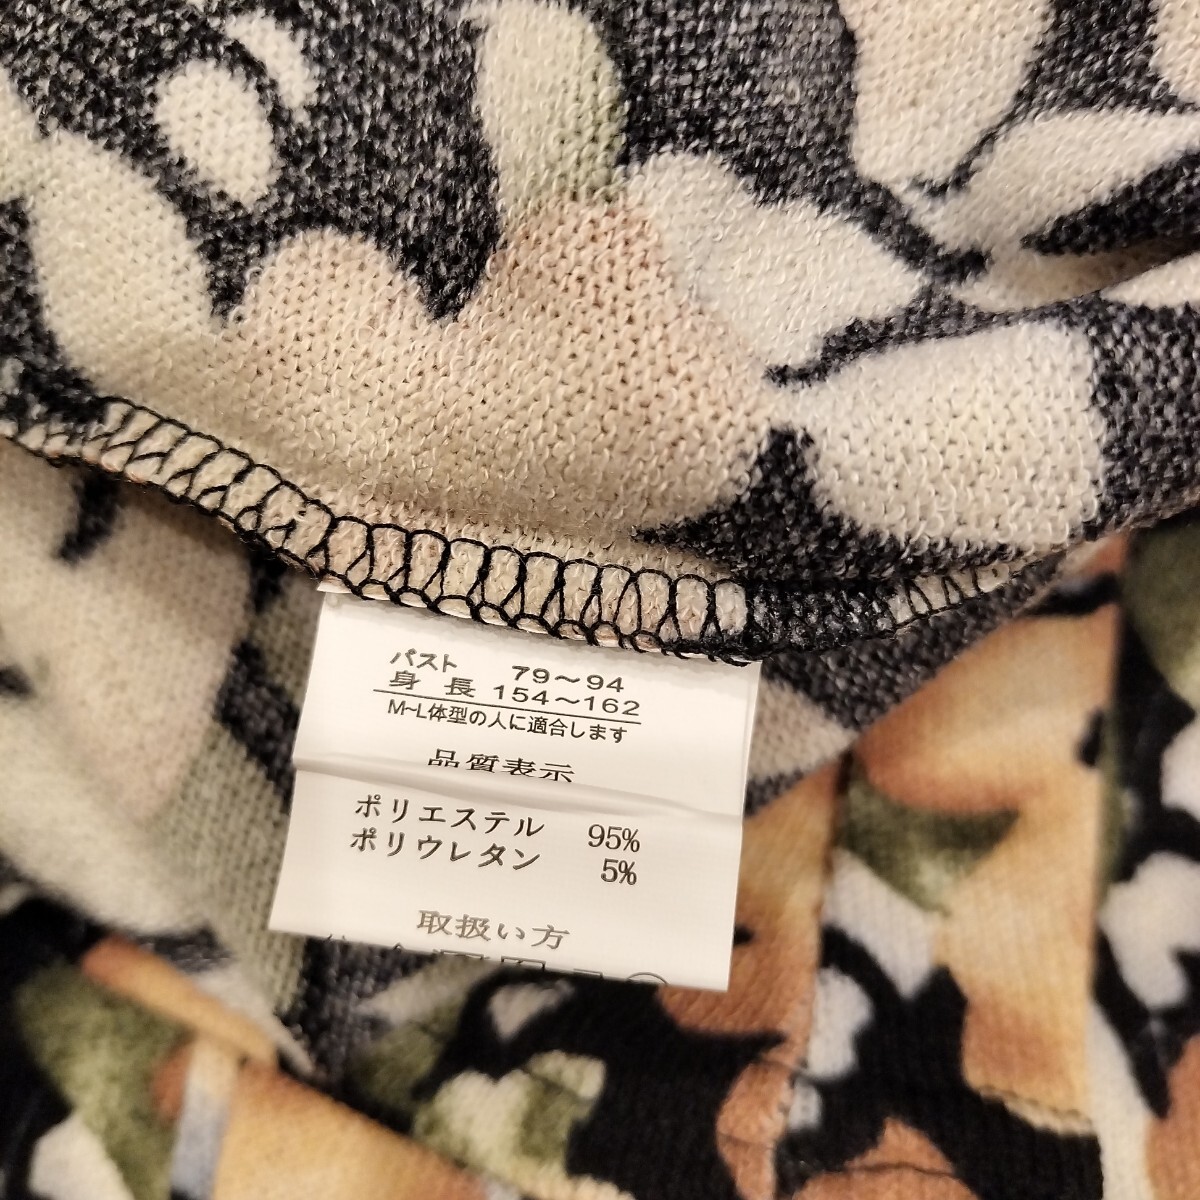 バスト 79～94
身長 154～162
M~L体型の人に適合します
品質表示
ポリエステル 95%
ポリウレタン 5%
取扱い方